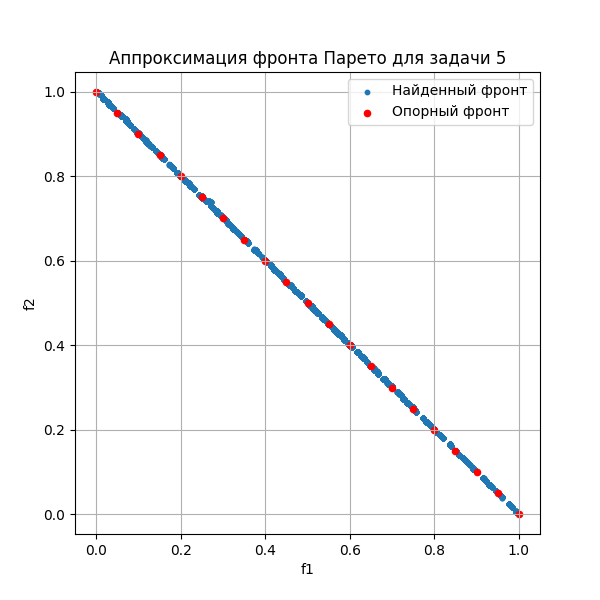 Аппроксимация фронта Парето для задачи 5
Найденный фронт
Опорный фронт
1.0
0.8
0.6
0.4
0.2
0.0
f2
0.0 0.2 0.4 0.6 0.8 1.0
f1